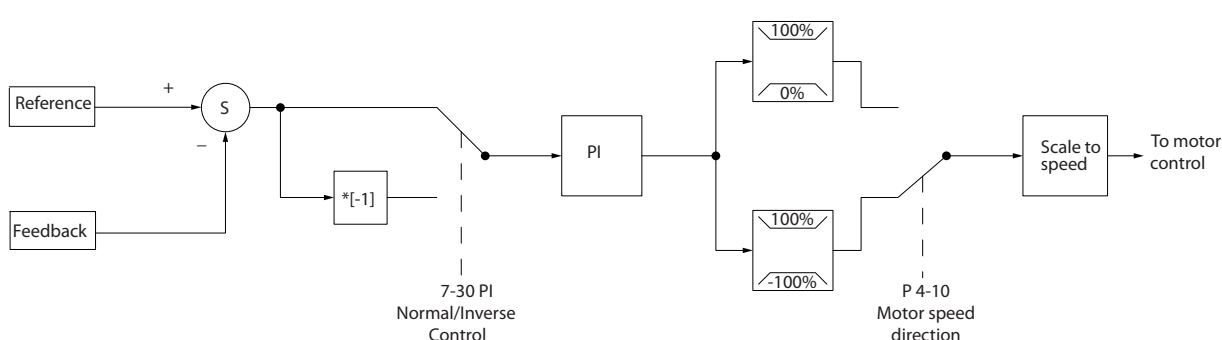 Reference
+
S
–
Feedback
*[-1]
7-30 PI
Normal/Inverse
Control
PI
100%
0%
100%
-100%
P 4-10
Motor speed
direction
Scale to
speed
To motor
control